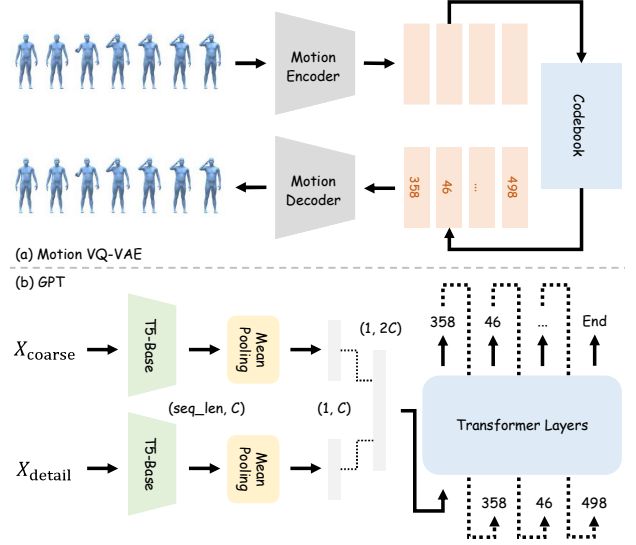 Motion
Encoder
Codebook
Motion
Decoder
358
46
...
498
(a) Motion VQ-VAE
(b) GPT
X_coarse
T5-Base
Mean
Pooling
(1, 2C)
(seq_len, C)
(1, C)
X_detail
T5-Base
Mean
Pooling
358
46
...
End
Transformer Layers
358
46
498